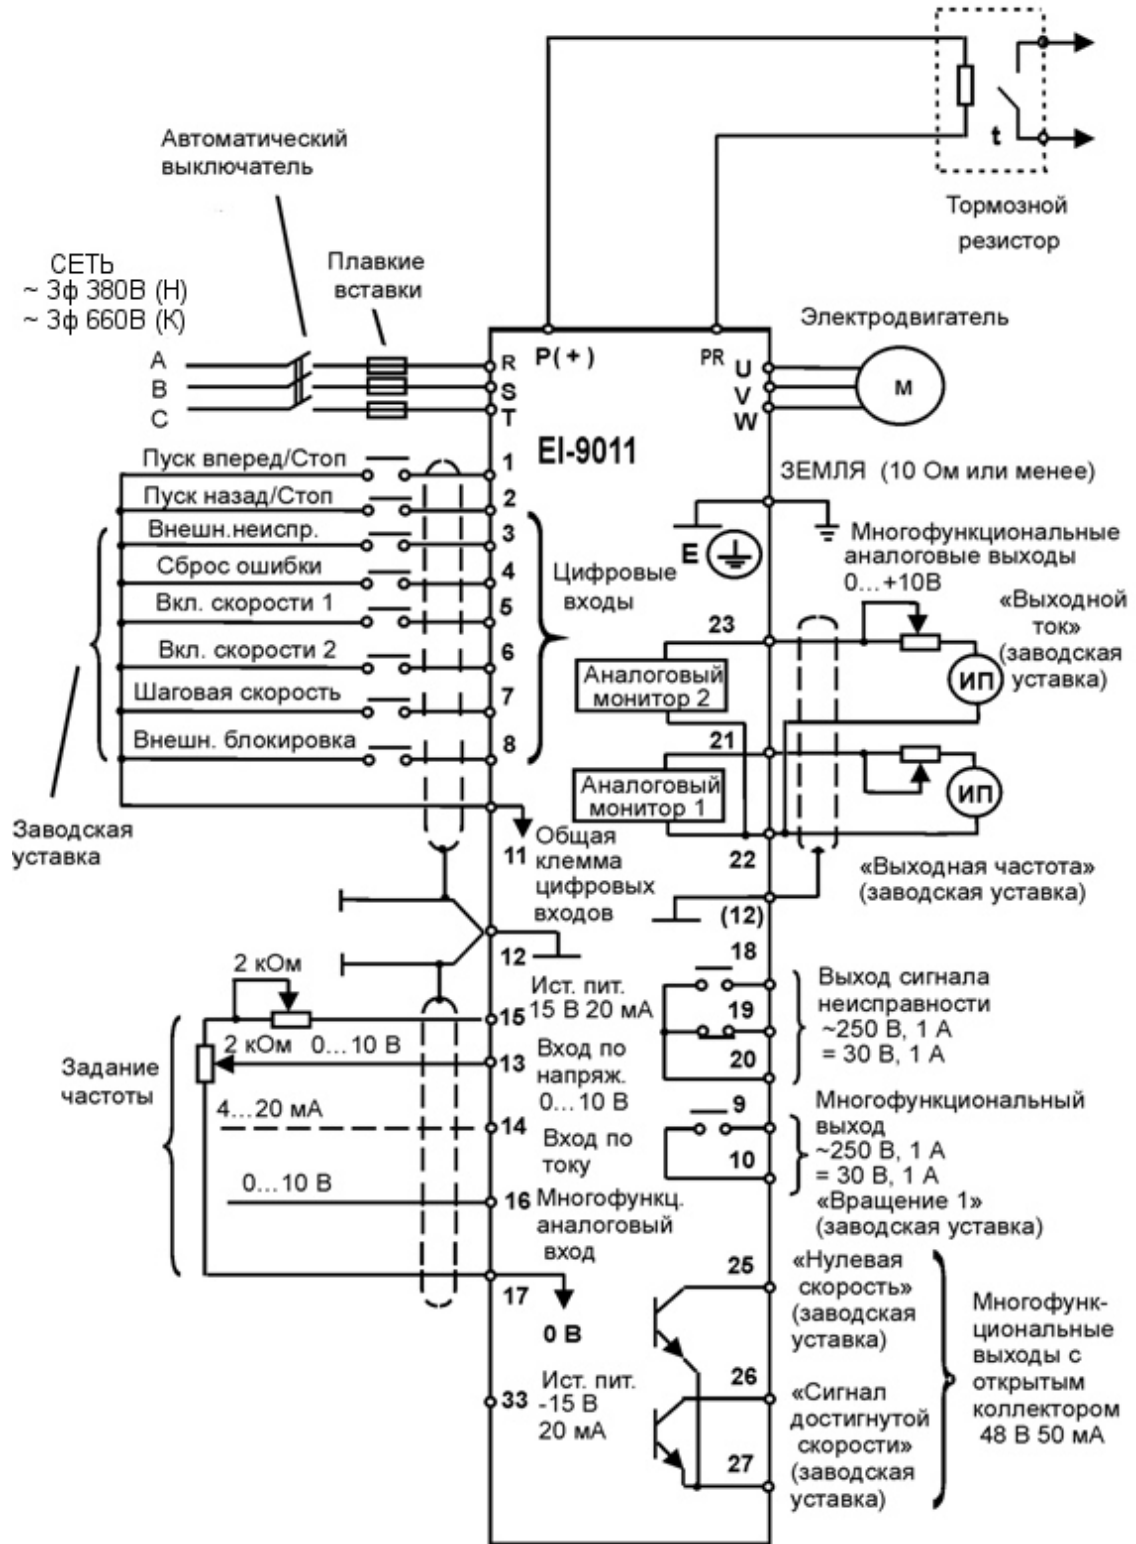 t
Тормозной
резистор
Автоматический
выключатель
СЕТЬ
~ 3ф 380В (Н)
~ 3ф 660В (К)
Плавкие
вставки
Электродвигатель
A
B
C
R
S
T
P( + )
PR
U
V
W
М
EI-9011
Пуск вперед/Стоп
1
Пуск назад/Стоп
2
Внешн.неиспр.
3
Сброс ошибки
4
Вкл. скорости 1
5
Вкл. скорости 2
6
Шаговая скорость
7
Внешн. блокировка
8
Цифровые
входы
Заводская
уставка
11
Общая
клемма
цифровых
входов
ЗЕМЛЯ (10 Ом или менее)
E
Многофункциональные
аналоговые выходы
0…+10В
«Выходной
ток»
(заводская
уставка)
23
Аналоговый
монитор 2
ИП
21
Аналоговый
монитор 1
ИП
22
«Выходная частота»
(заводская уставка)
(12)
12
2 кОм
Ист. пит.
15 В 20 мА
15
2 кОм
0…10 В
13
Вход по
напряж.
0…10 В
Задание
частоты
4…20 мА
14
Вход по
току
0…10 В
16
Многофункц.
аналоговый
вход
17
0 В
33
Ист. пит.
-15 В
20 мА
18
19
20
Выход сигнала
неисправности
~250 В, 1 А
= 30 В, 1 А
9
10
Многофункциональный
выход
~250 В, 1 А
= 30 В, 1 А
«Вращение 1»
(заводская уставка)
25
«Нулевая
скорость»
(заводская
уставка)
26
27
«Сигнал
достигнутой
скорости»
(заводская
уставка)
Многофунк-
циональные
выходы с
открытым
коллектором
48 В 50 мА